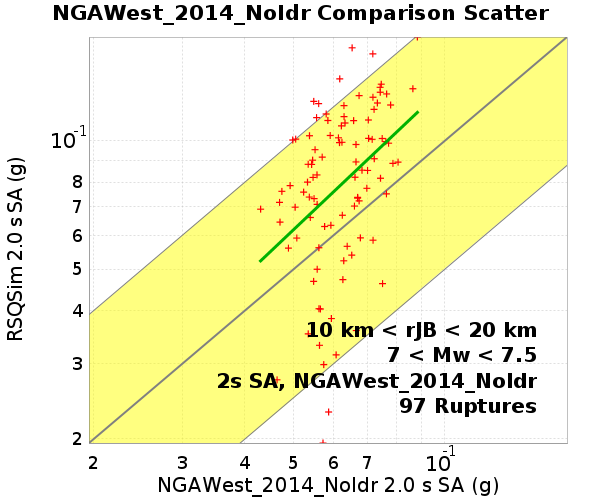 NGAWest_2014_NoIdr Comparison Scatter
RSQSim 2.0 s SA (g)
10⁻¹
8
7
6
5
4
3
2
10 km < rJB < 20 km
7 < Mw < 7.5
2s SA, NGAWest_2014_NoIdr
97 Ruptures
2 3 4 5 6 7 10⁻¹
NGAWest_2014_NoIdr 2.0 s SA (g)